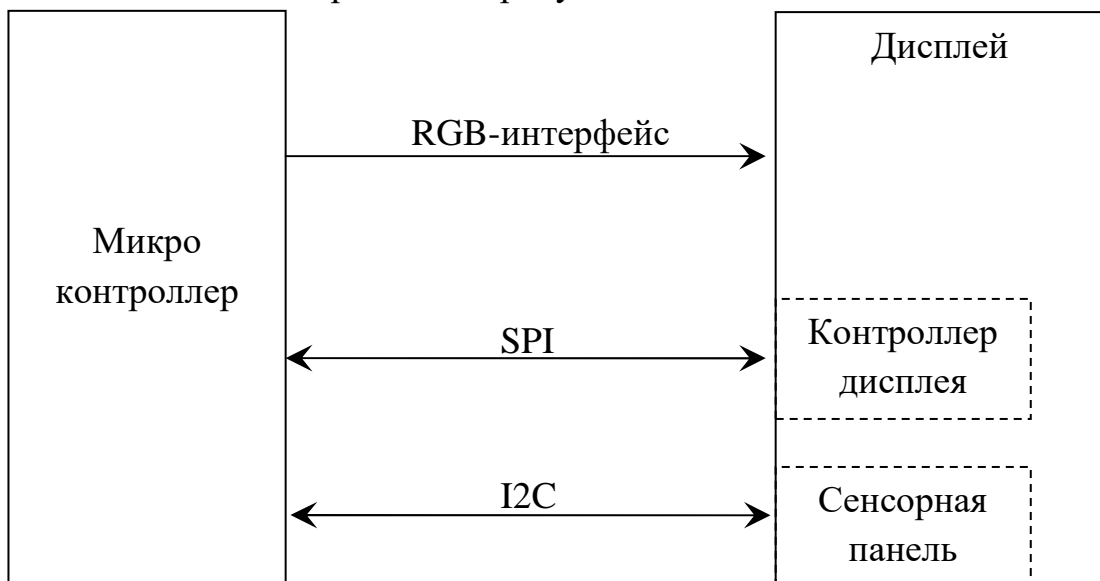 Дисплей
RGB-интерфейс
Микро
контроллер
SPI
Контроллер
дисплея
I2C
Сенсорная
панель